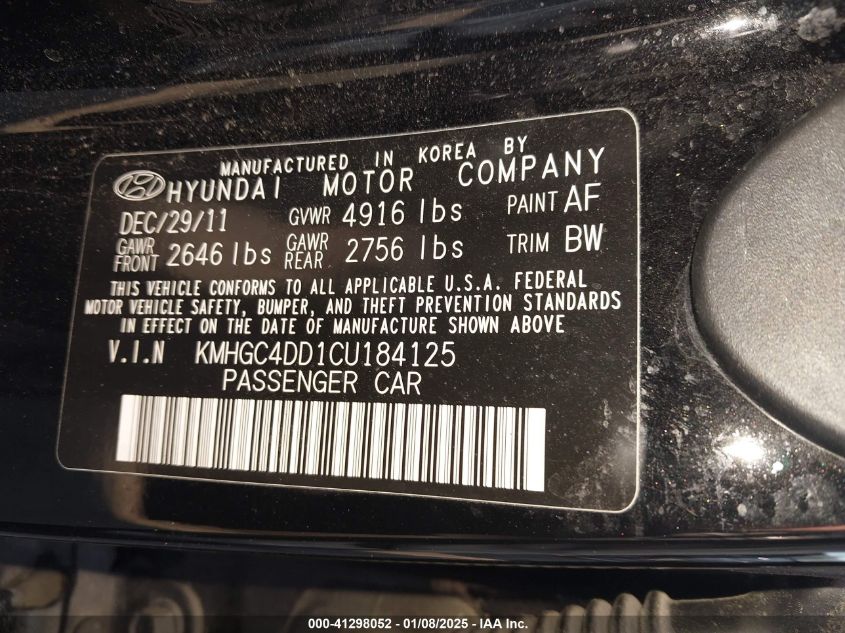 MANUFACTURED IN KOREA BY
HYUNDAI MOTOR COMPANY
DEC/29/11 GVWR 4916 lbs PAINT AF
GAWR FRONT 2646 lbs GAWR REAR 2756 lbs TRIM BW
THIS VEHICLE CONFORMS TO ALL APPLICABLE U.S.A. FEDERAL
MOTOR VEHICLE SAFETY, BUMPER, AND THEFT PREVENTION STANDARDS
IN EFFECT ON THE DATE OF MANUFACTURE SHOWN ABOVE
V.I.N KMHGC4DD1CU184125
PASSENGER CAR
000-41298052 - 01/08/2025 - IAA Inc.